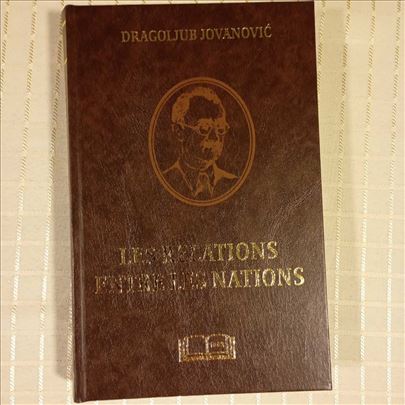 DRAGOLJUB JOVANOVIĆ
LES RELATIONS
ENTRE LES NATIONS